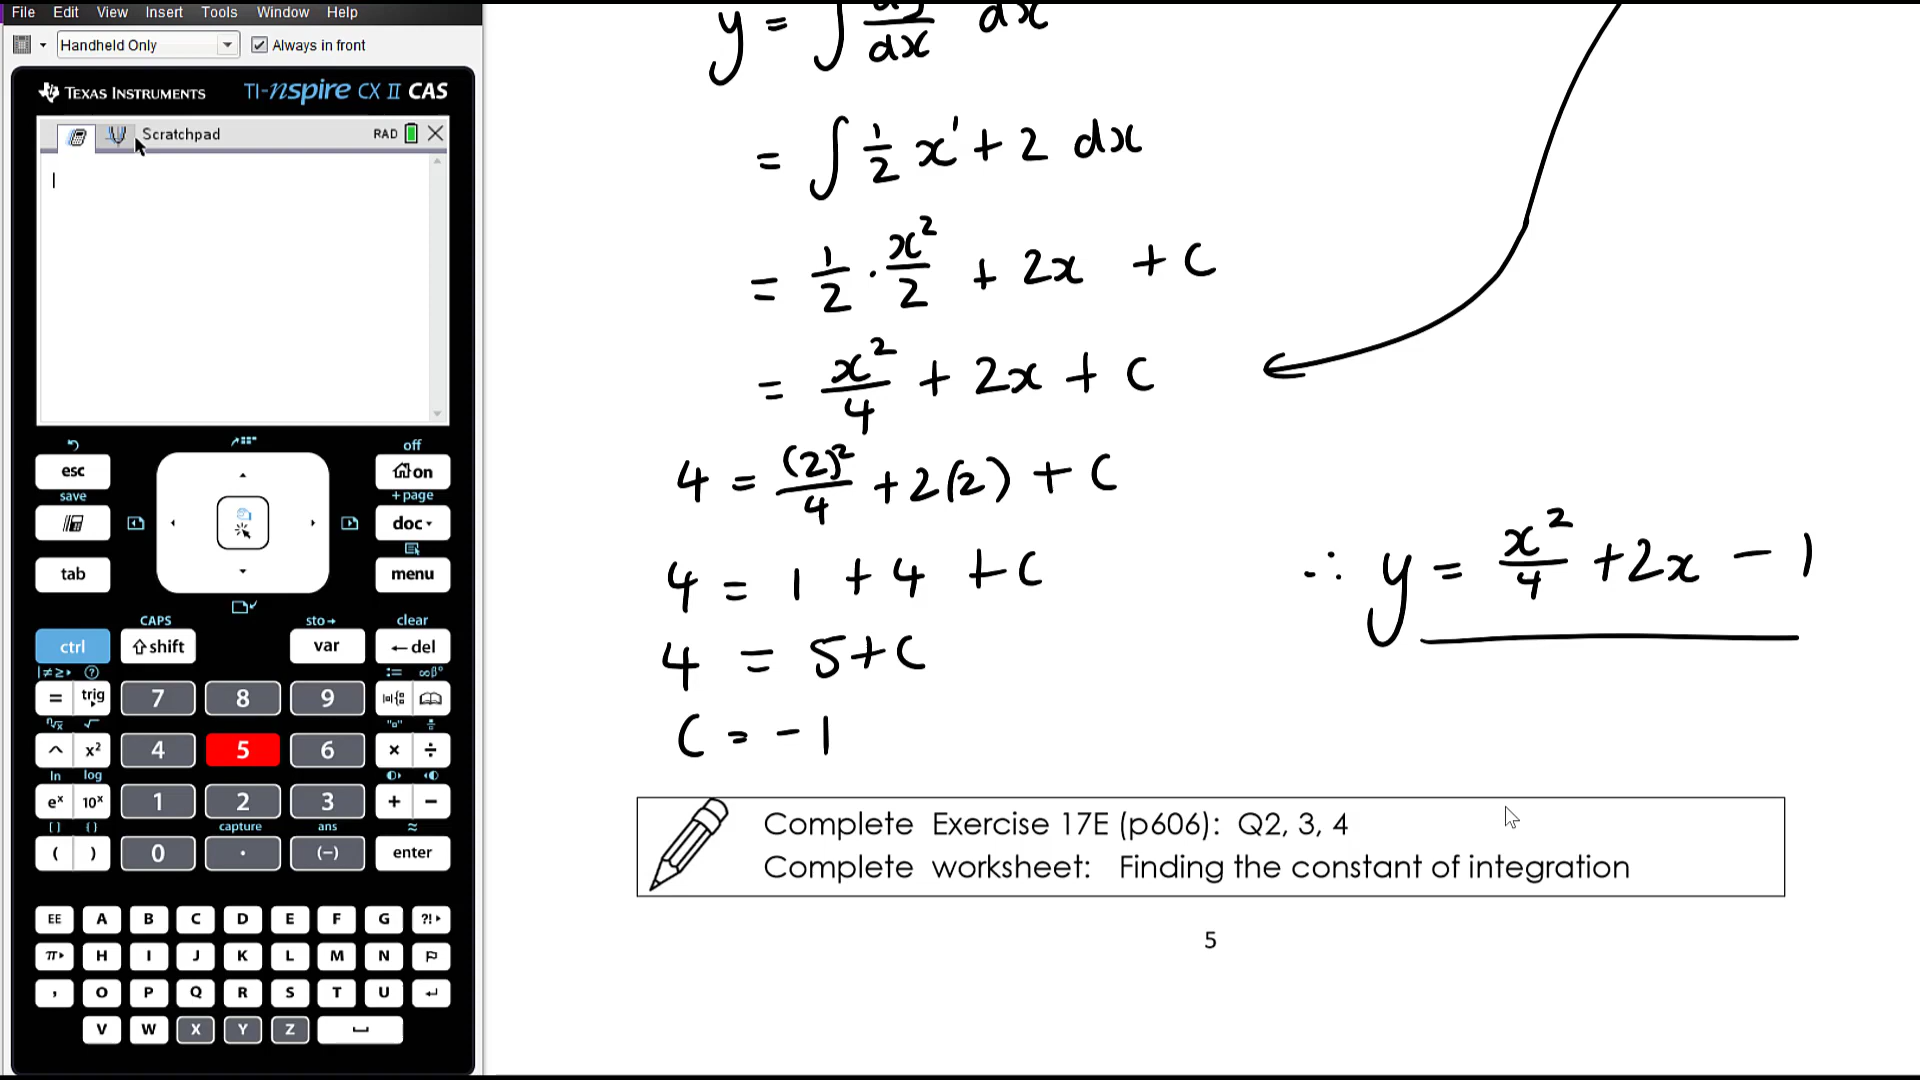 File Edit View Insert Tools Window Help
Handheld Only Always in front
TEXAS INSTRUMENTS TI-nspire CX II CAS
Scratchpad RAD
off
esc on
save + page
doc
tab menu
CAPS sto→ clear
ctrl shift var ←del
|≠≥▸ ? := ∞β°
= trig 7 8 9
ⁿ√x √ "▫" ÷
^ x² 4 5 6 × ÷
ln log
eˣ 10ˣ 1 2 3 + −
[ ] { } capture ans ≈
( ) 0 . (−) enter
EE A B C D E F G ?!▸
π▸ H I J K L M N
, O P Q R S T U ↵
V W X Y Z
y = ∫ dy/dx dx
= ∫ 1/2 x¹ + 2 dx
= 1/2 · x²/2 + 2x + C
= x²/4 + 2x + C
4 = (2)²/4 + 2(2) + C
4 = 1 + 4 + C
4 = 5 + C
C = -1
∴ y = x²/4 + 2x - 1
Complete Exercise 17E (p606): Q2, 3, 4
Complete worksheet: Finding the constant of integration
5